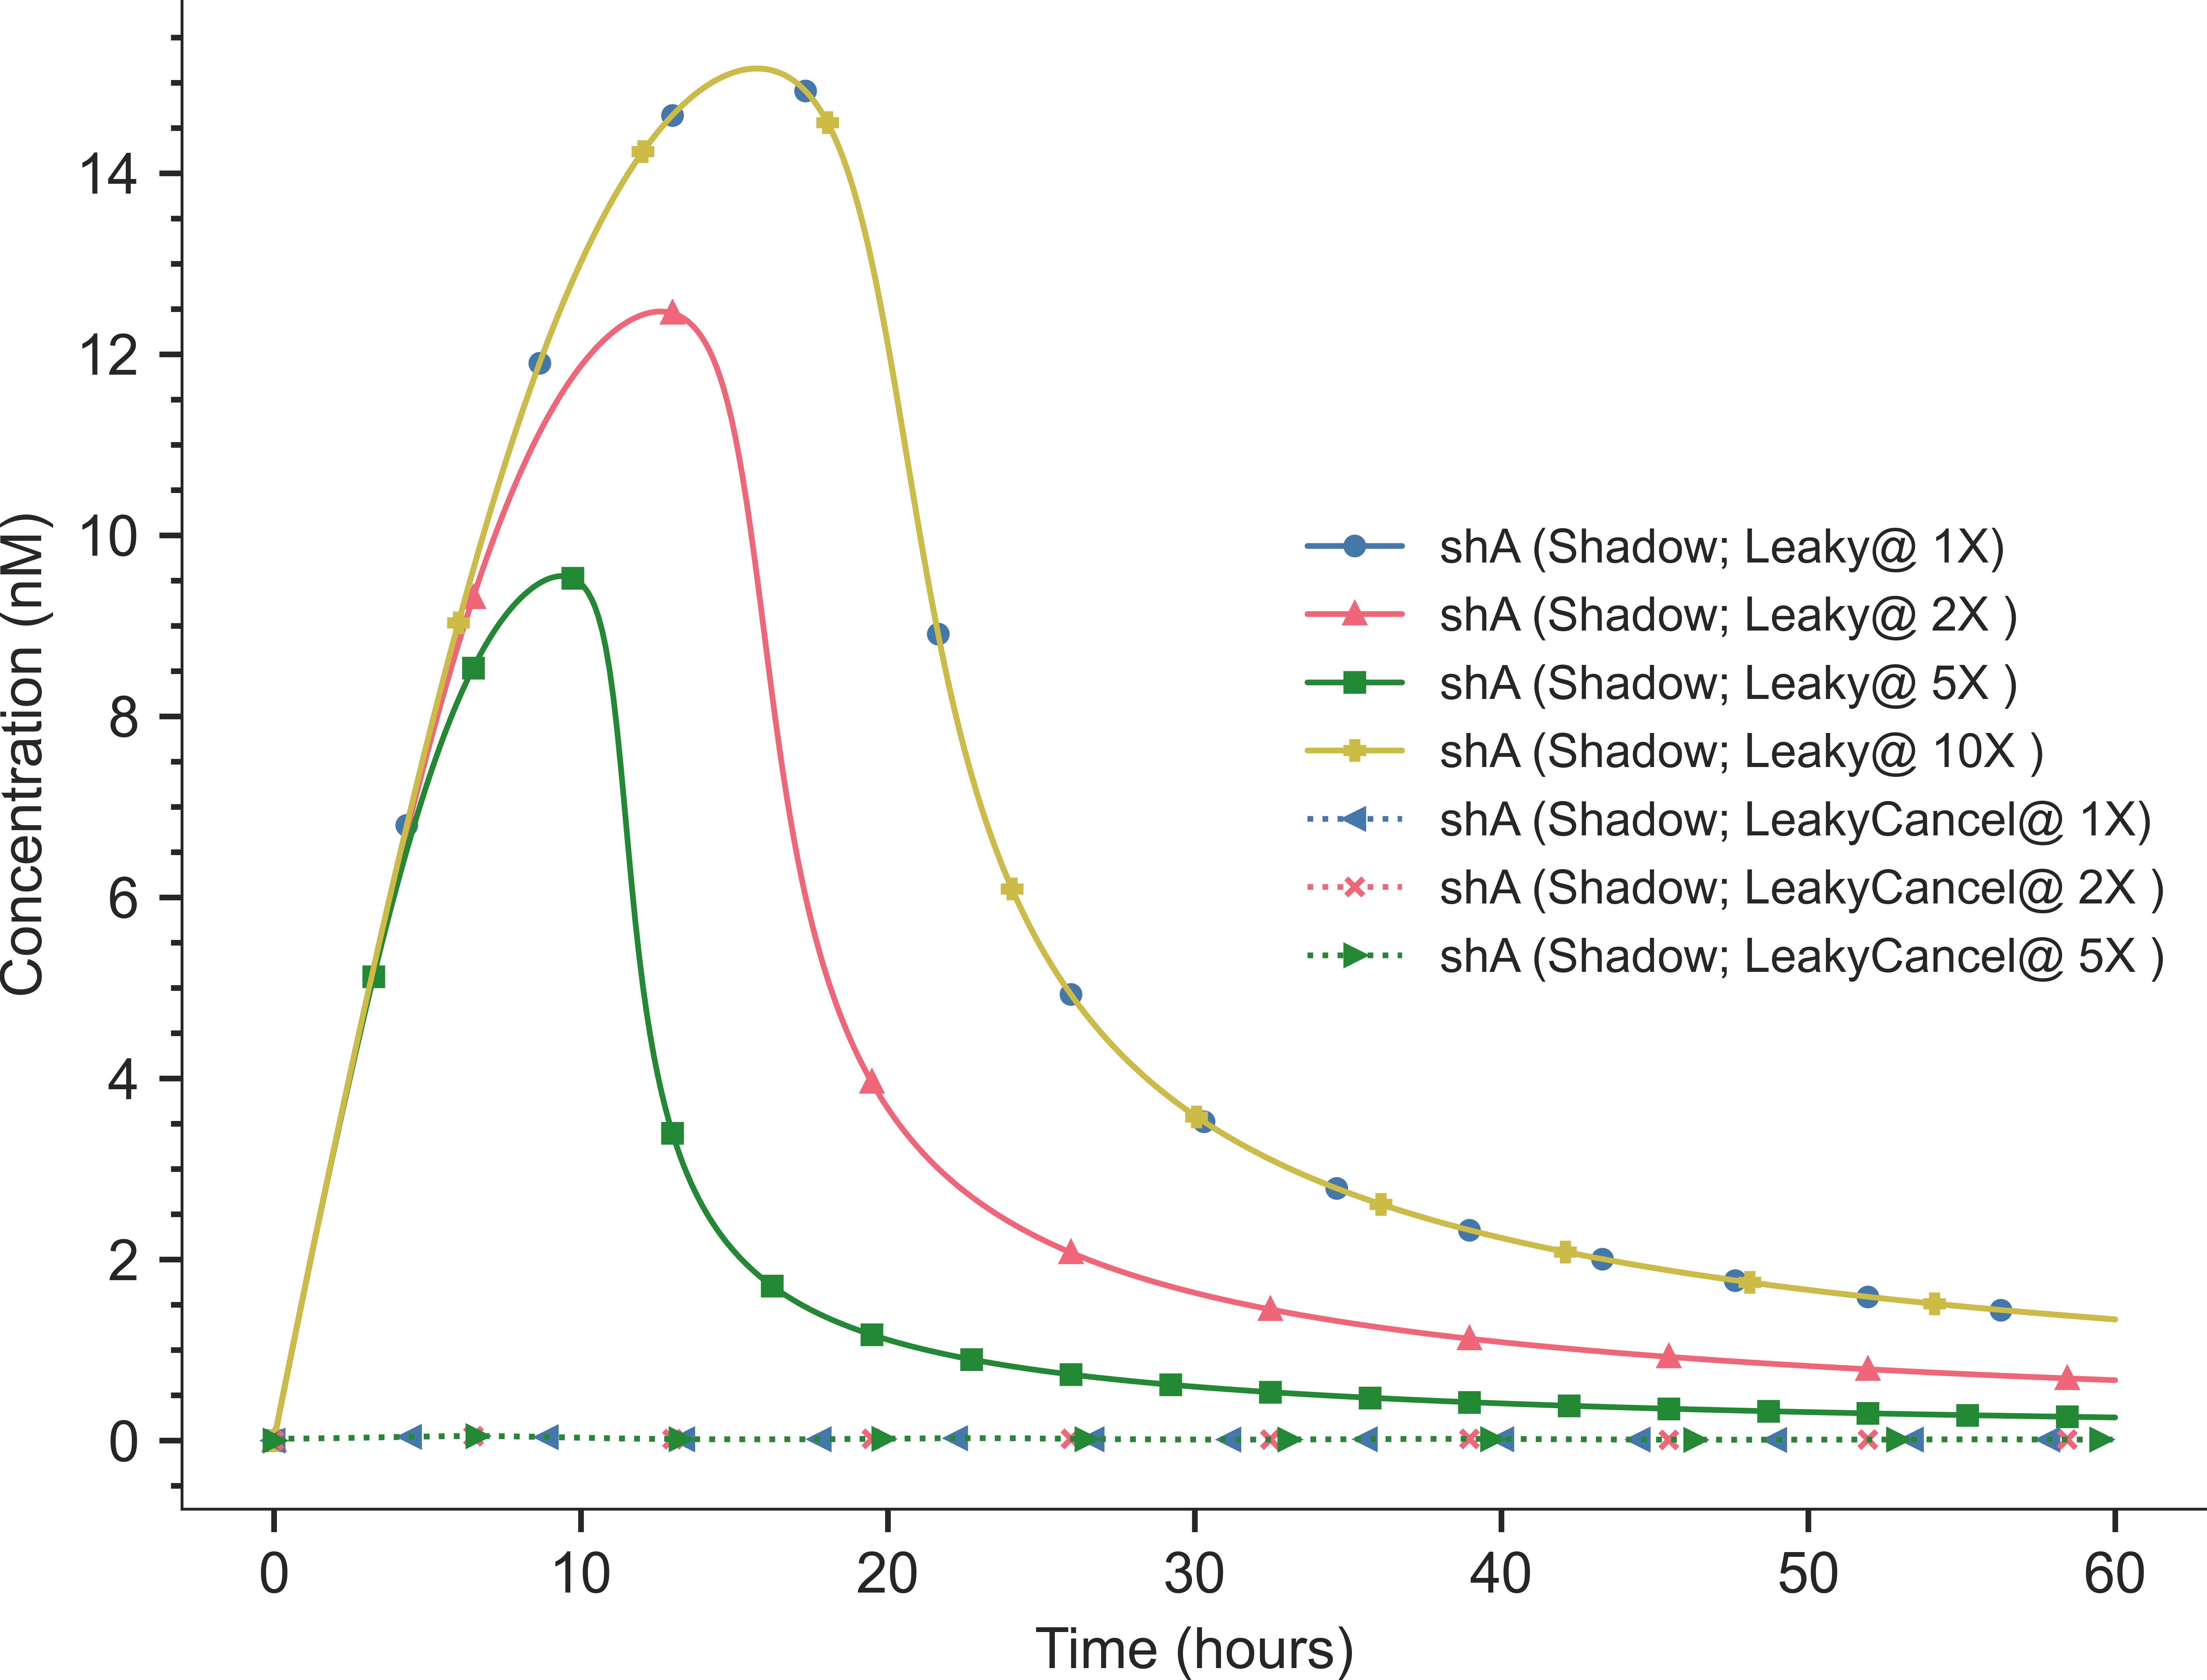 Concentration (nM)
14
12
10
8
6
4
2
0
shA (Shadow; Leaky@ 1X)
shA (Shadow; Leaky@ 2X )
shA (Shadow; Leaky@ 5X )
shA (Shadow; Leaky@ 10X )
shA (Shadow; LeakyCancel@ 1X)
shA (Shadow; LeakyCancel@ 2X )
shA (Shadow; LeakyCancel@ 5X )
0 10 20 30 40 50 60
Time (hours)